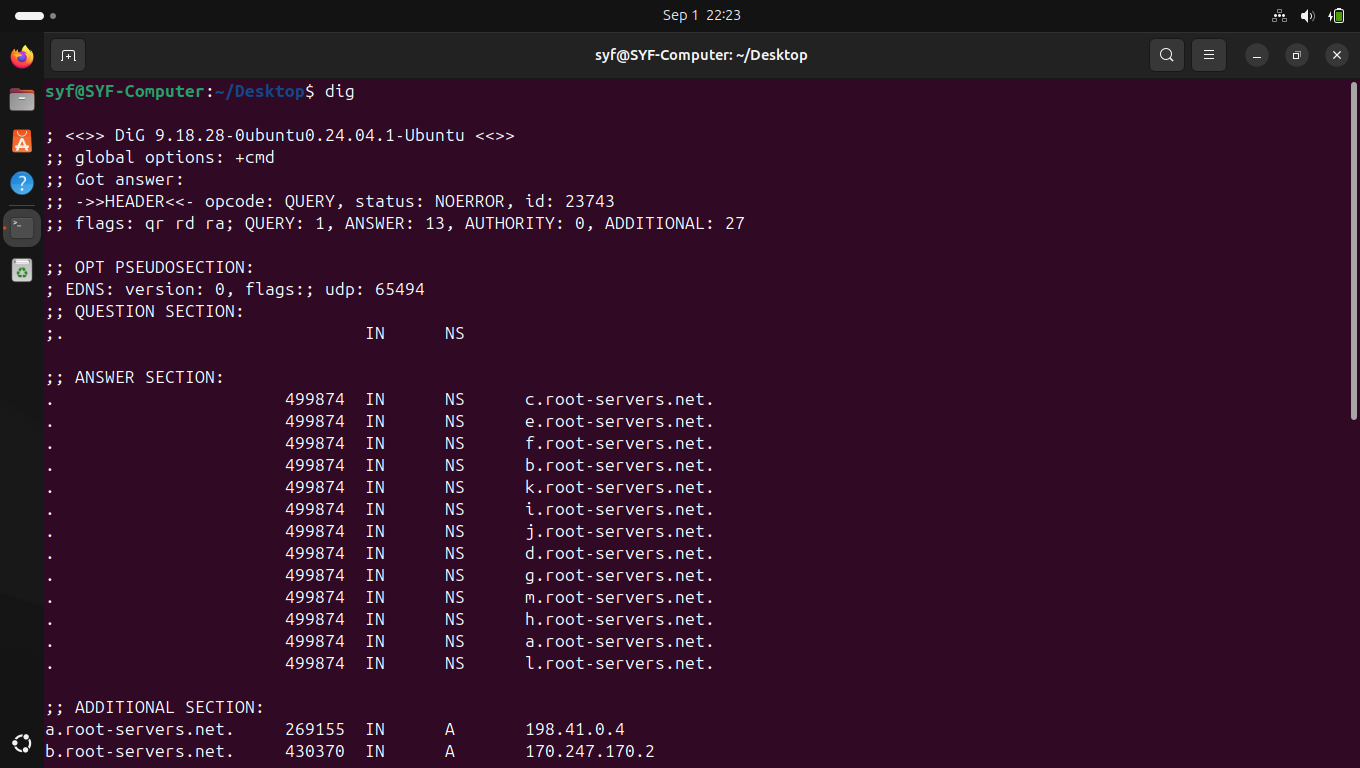 Sep 1 22:23
syf@SYF-Computer: ~/Desktop
syf@SYF-Computer:~/Desktop$ dig
; <<>> DiG 9.18.28-0ubuntu0.24.04.1-Ubuntu <<>>
;; global options: +cmd
;; Got answer:
;; ->>HEADER<<- opcode: QUERY, status: NOERROR, id: 23743
;; flags: qr rd ra; QUERY: 1, ANSWER: 13, AUTHORITY: 0, ADDITIONAL: 27
;; OPT PSEUDOSECTION:
; EDNS: version: 0, flags:; udp: 65494
;; QUESTION SECTION:
;. IN NS
;; ANSWER SECTION:
. 499874 IN NS c.root-servers.net.
. 499874 IN NS e.root-servers.net.
. 499874 IN NS f.root-servers.net.
. 499874 IN NS b.root-servers.net.
. 499874 IN NS k.root-servers.net.
. 499874 IN NS i.root-servers.net.
. 499874 IN NS j.root-servers.net.
. 499874 IN NS d.root-servers.net.
. 499874 IN NS g.root-servers.net.
. 499874 IN NS m.root-servers.net.
. 499874 IN NS h.root-servers.net.
. 499874 IN NS a.root-servers.net.
. 499874 IN NS l.root-servers.net.
;; ADDITIONAL SECTION:
a.root-servers.net. 269155 IN A 198.41.0.4
b.root-servers.net. 430370 IN A 170.247.170.2